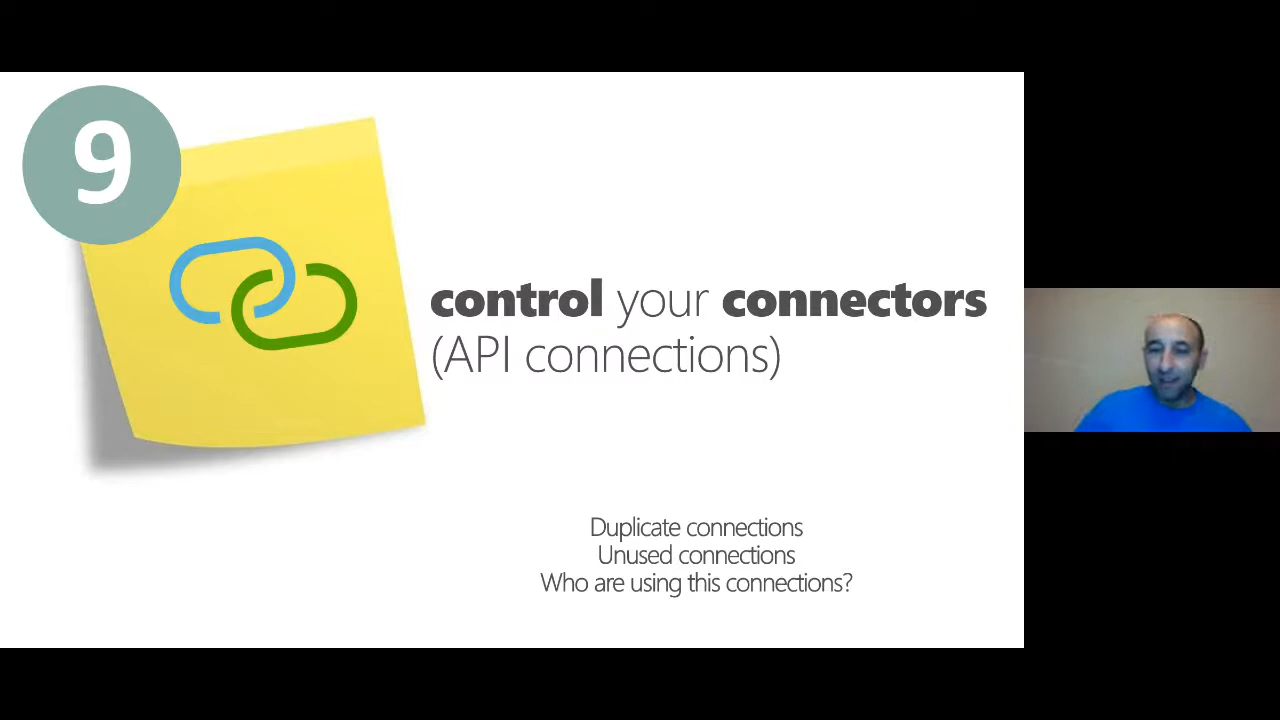 9
control your connectors
(API connections)
Duplicate connections
Unused connections
Who are using this connections?